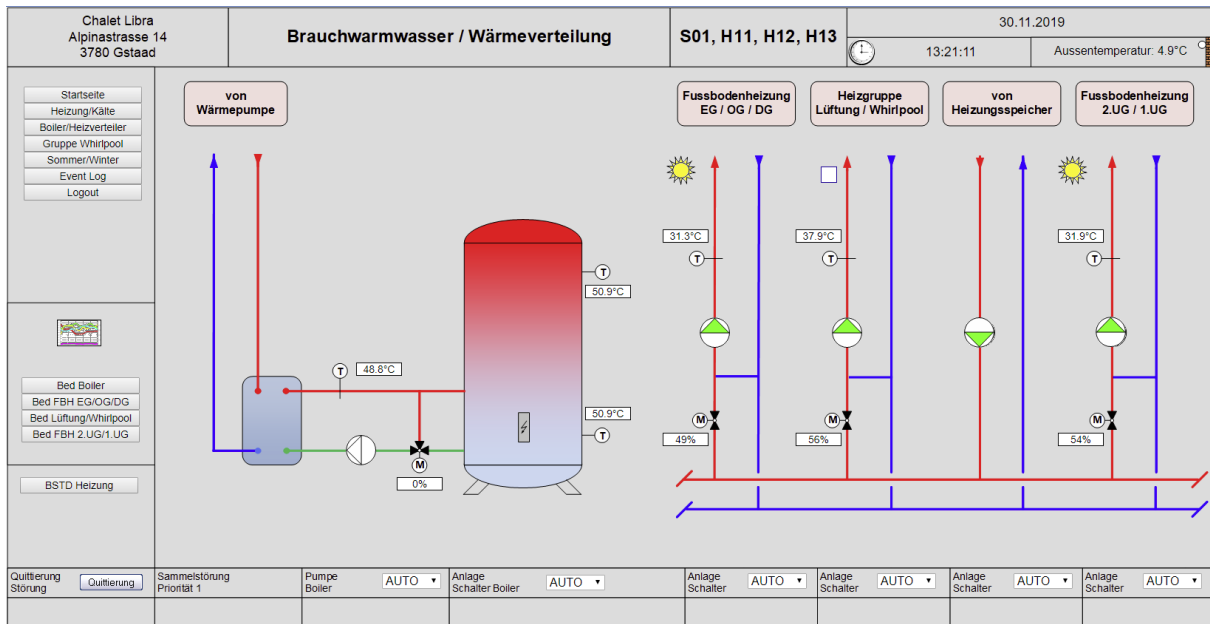 Chalet Libra
Alpinastrasse 14
3780 Gstaad
Brauchwarmwasser / Wärmeverteilung
S01, H11, H12, H13
30.11.2019
13:21:11
Aussentemperatur: 4.9°C
Startseite
Heizung/Kälte
Boiler/Heizverteiler
Gruppe Whirlpool
Sommer/Winter
Event Log
Logout
Bed Boiler
Bed FBH EG/OG/DG
Bed Lüftung/Whirlpool
Bed FBH 2.UG/1.UG
BSTD Heizung
von
Wärmepumpe
T
48.8°C
M
0%
T
50.9°C
50.9°C
T
Fussbodenheizung
EG / OG / DG
31.3°C
T
M
49%
Heizgruppe
Lüftung / Whirlpool
37.9°C
T
M
56%
von
Heizungsspeicher
Fussbodenheizung
2.UG / 1.UG
31.9°C
T
M
54%
Quittierung
Störung
Quittierung
Sammelstörung
Priorität 1
Pumpe
Boiler
AUTO
Anlage
Schalter Boiler
AUTO
Anlage
Schalter
AUTO
Anlage
Schalter
AUTO
Anlage
Schalter
AUTO
Anlage
Schalter
AUTO